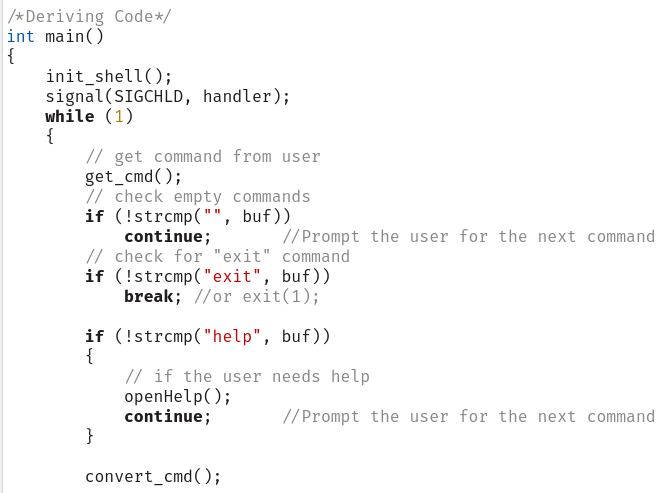 /*Deriving Code*/
int main()
{
    init_shell();
    signal(SIGCHLD, handler);
    while (1)
    {
        // get command from user
        get_cmd();
        // check empty commands
        if (!strcmp("", buf))
            continue;       //Prompt the user for the next command
        // check for "exit" command
        if (!strcmp("exit", buf))
            break; //or exit(1);

        if (!strcmp("help", buf))
        {
            // if the user needs help
            openHelp();
            continue;       //Prompt the user for the next command
        }

        convert_cmd();